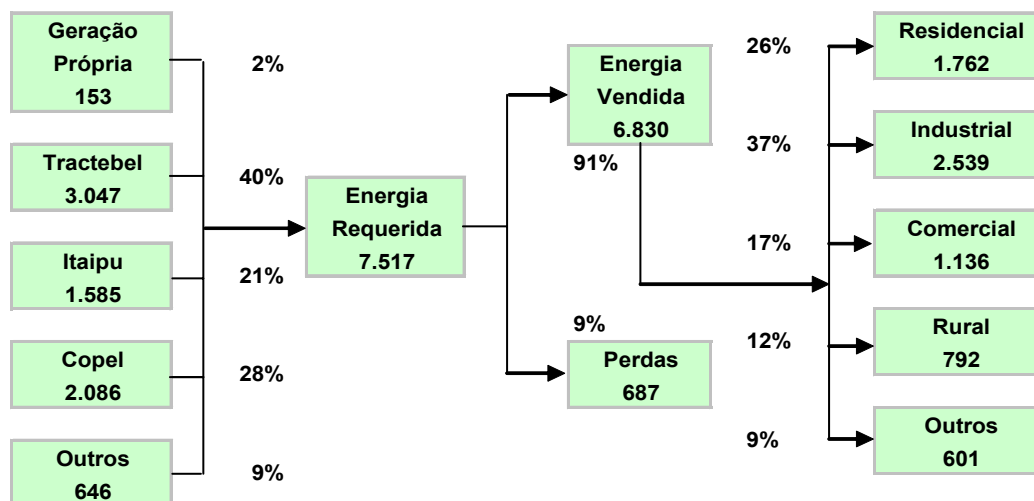 Geração
Própria
153
2%
Tractebel
3.047
40%
Itaipu
1.585
21%
Copel
2.086
28%
Outros
646
9%
Energia
Requerida
7.517
Energia
Vendida
6.830
91%
9%
Perdas
687
26%
Residencial
1.762
37%
Industrial
2.539
17%
Comercial
1.136
12%
Rural
792
9%
Outros
601